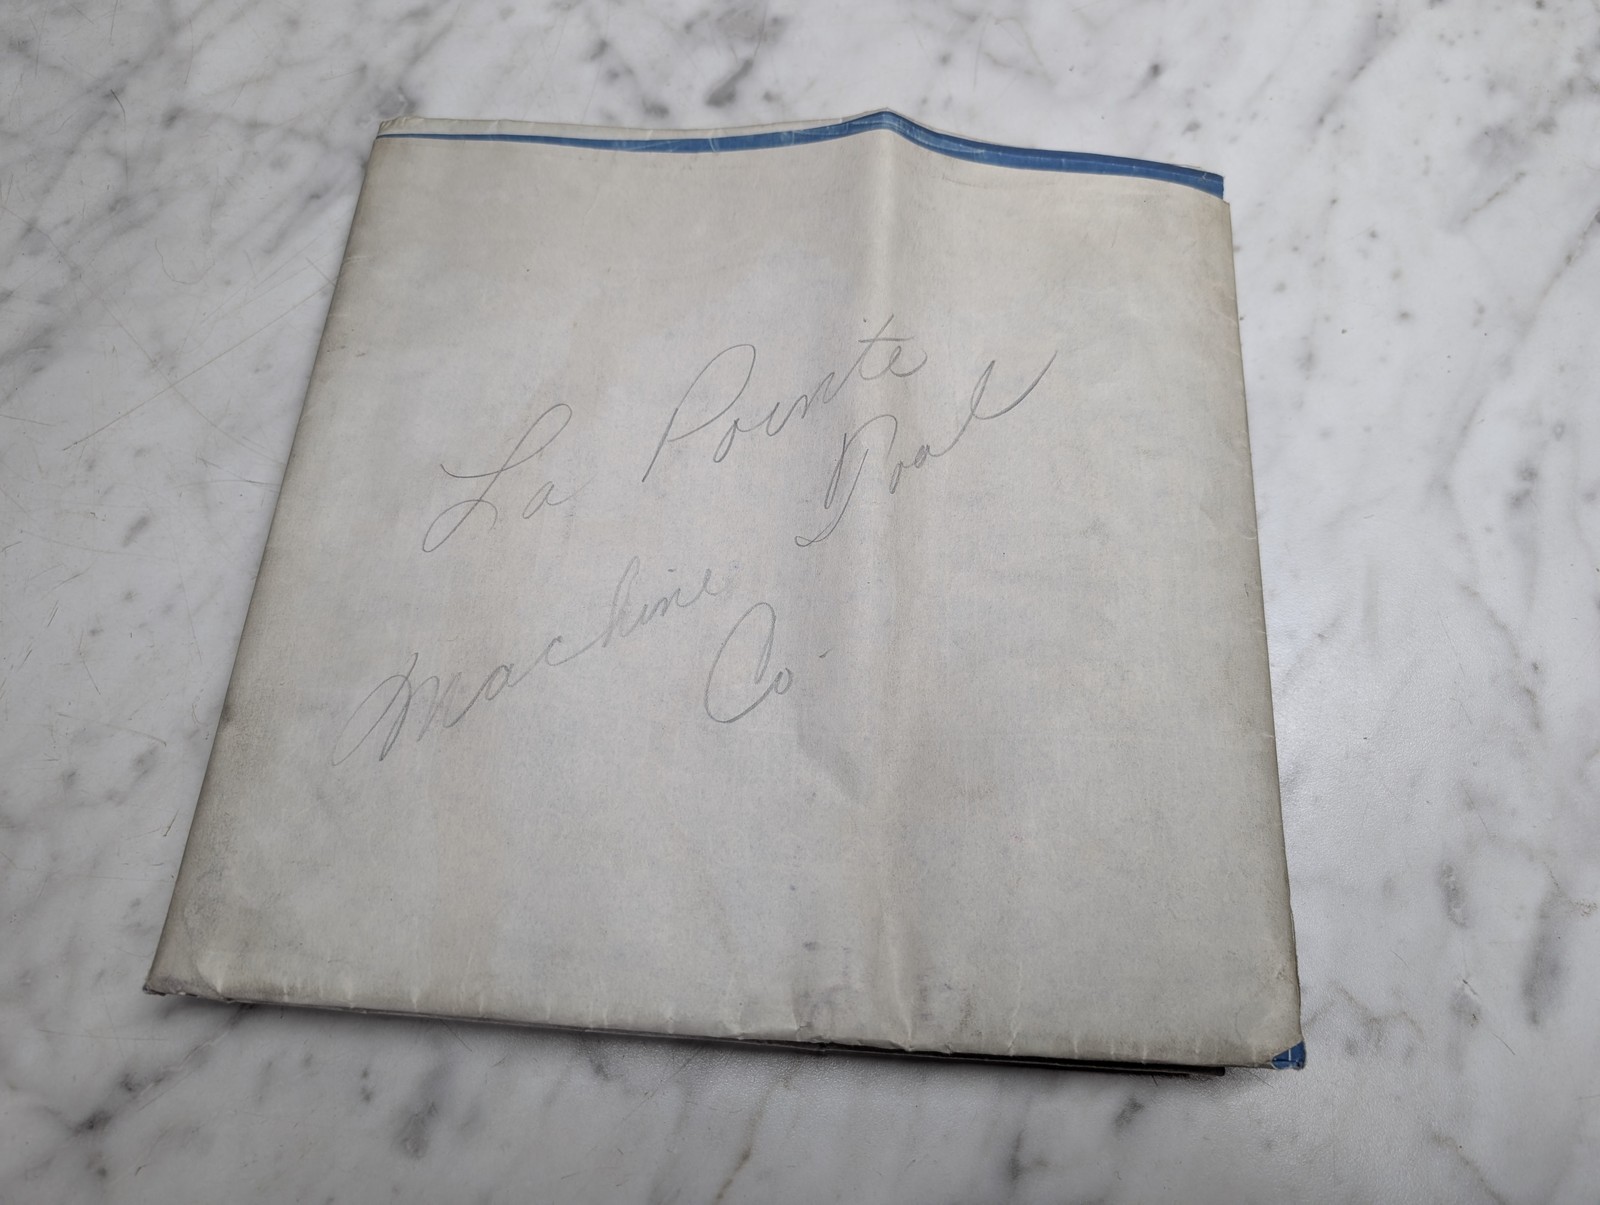 La Pointe
Machine Tool
Co.